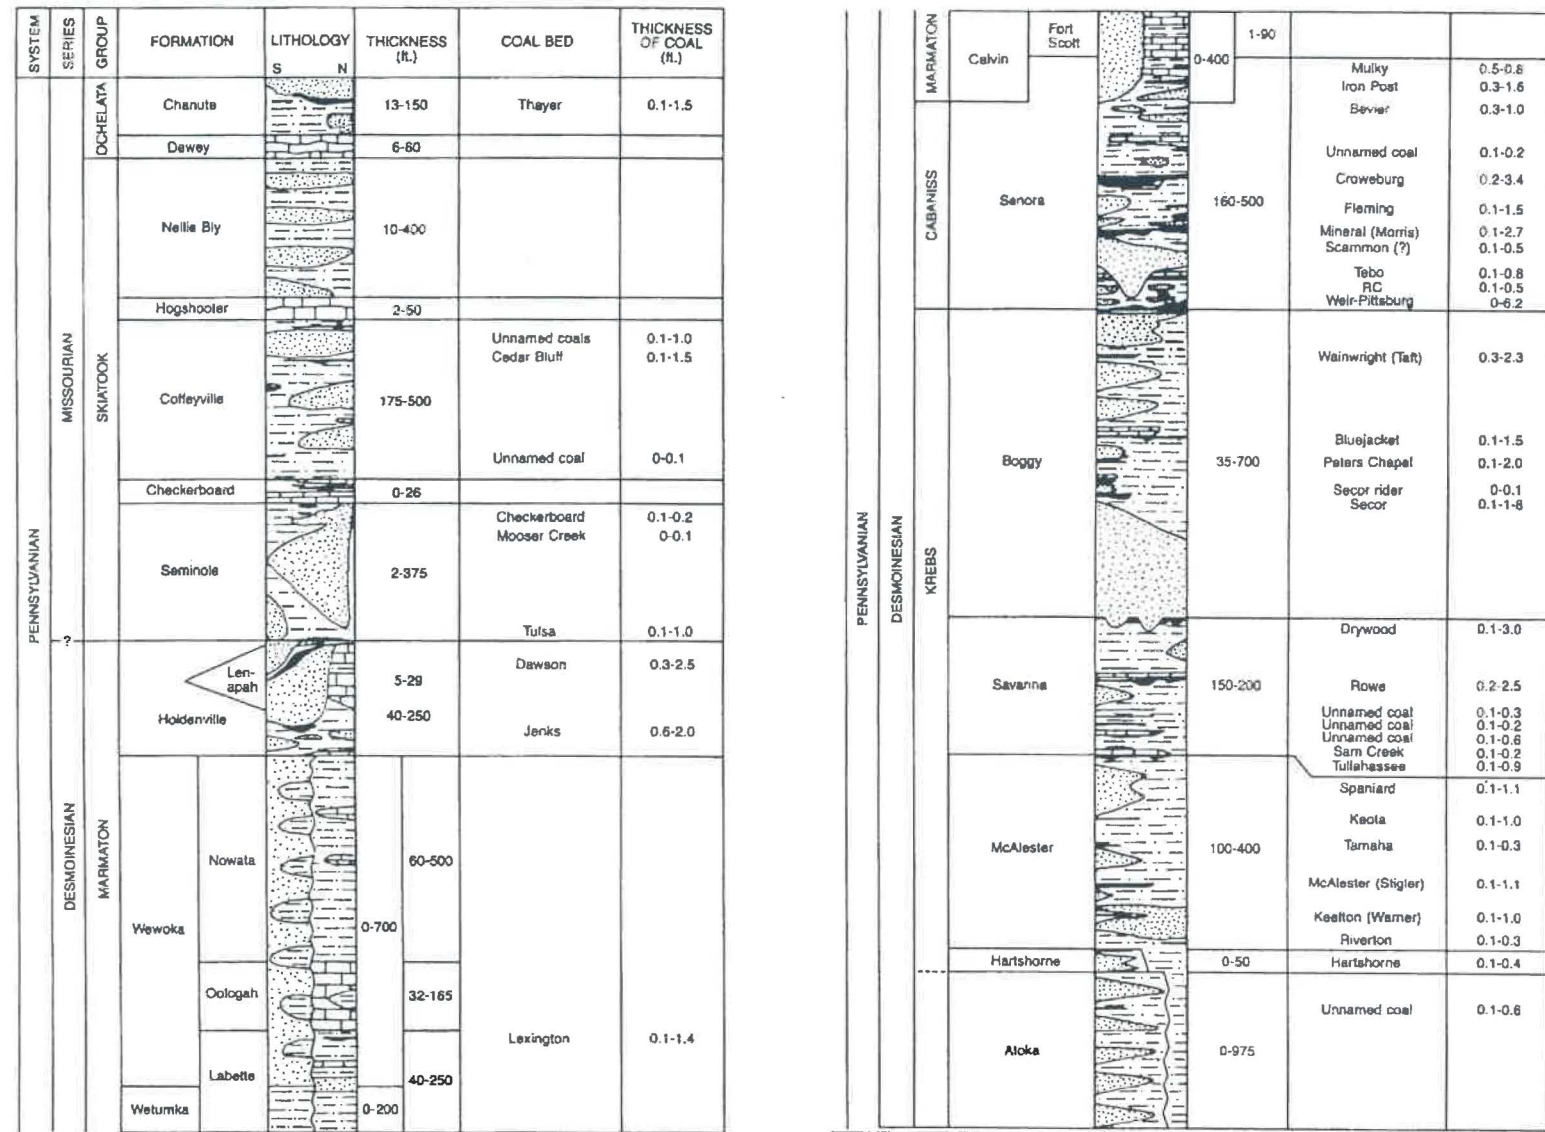 SYSTEM SERIES GROUP FORMATION LITHOLOGY THICKNESS (ft.) COAL BED THICKNESS OF COAL (ft.)
S N
PENNSYLVANIAN
MISSOURIAN
?
DESMOINESIAN
OCHELATA
SKIATOOK
MARMATON
Chanute 13-150 Thayer 0.1-1.5
Dewey 6-60
Nellie Bly 10-400
Hogshooter 2-50
Unnamed coals 0.1-1.0
Cedar Bluff 0.1-1.5
Coffeyville 175-500
Unnamed coal 0-0.1
Checkerboard 0-26
Checkerboard 0.1-0.2
Mooser Creek 0-0.1
Seminole 2-375
Tulsa 0.1-1.0
Len-
apah 5-29 Dawson 0.3-2.5
Holdenville 40-250 Jenks 0.6-2.0
Wewoka 0-700
Nowata 60-500
Oologah 32-165
Lexington 0.1-1.4
Labette 40-250
Wetumka 0-200
PENNSYLVANIAN
DESMOINESIAN
MARMATON
CABANISS
KREBS
Calvin Fort Scott 0-400 1-90
Mulky 0.5-0.8
Iron Post 0.3-1.6
Bevier 0.3-1.0
Unnamed coal 0.1-0.2
Croweburg 0.2-3.4
Senora 160-500
Fleming 0.1-1.5
Mineral (Morris) 0.1-2.7
Scammon (?) 0.1-0.5
Tebo 0.1-0.8
RC 0.1-0.5
Weir-Pittsburg 0-6.2
Wainwright (Taft) 0.3-2.3
Bluejacket 0.1-1.5
Boggy 35-700
Peters Chapel 0.1-2.0
Secor rider 0-0.1
Secor 0.1-1-8
Drywood 0.1-3.0
Savanna 150-200 Rowe 0.2-2.5
Unnamed coal 0.1-0.3
Unnamed coal 0.1-0.2
Unnamed coal 0.1-0.6
Sam Creek 0.1-0.2
Tullahassee 0.1-0.9
Spaniard 0.1-1.1
Keota 0.1-1.0
McAlester 100-400 Tamaha 0.1-0.3
McAlester (Stigler) 0.1-1.1
Keefton (Warner) 0.1-1.0
Riverton 0.1-0.3
Hartshorne 0-50 Hartshorne 0.1-0.4
Unnamed coal 0.1-0.6
Atoka 0-975